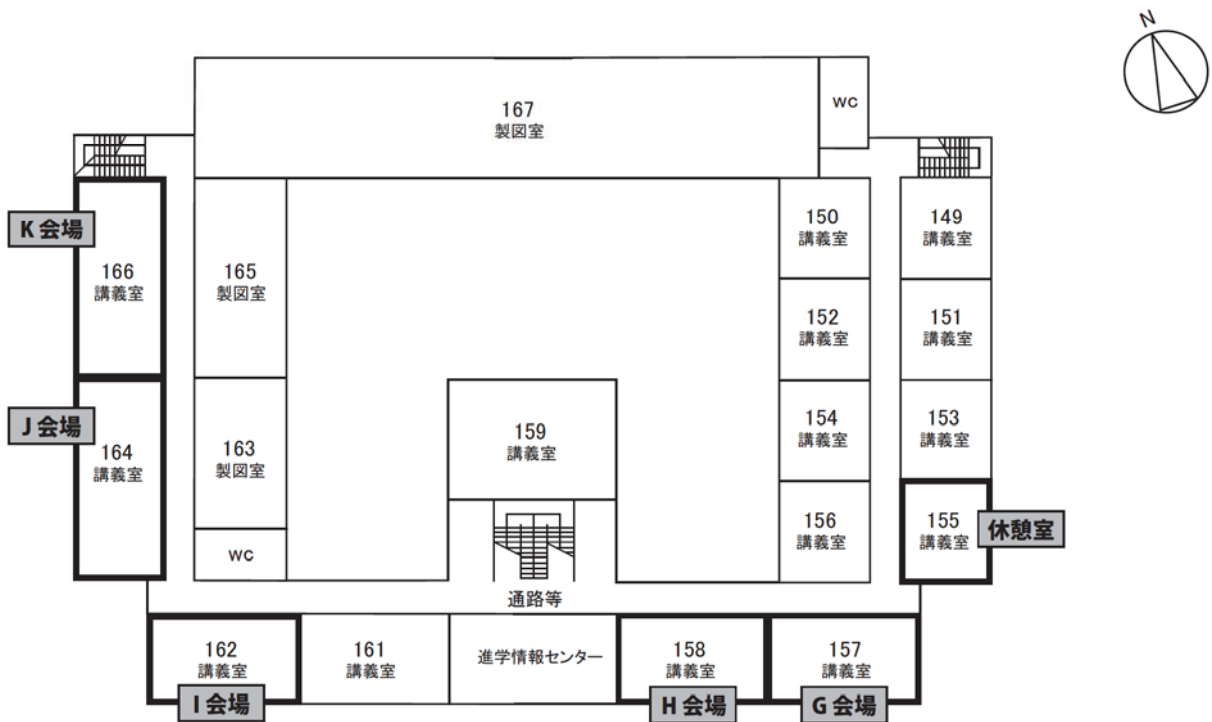 N
167
製図室
WC
K 会場
166
講義室
165
製図室
150
講義室
149
講義室
152
講義室
151
講義室
J 会場
164
講義室
163
製図室
159
講義室
154
講義室
153
講義室
WC
156
講義室
155
講義室
休憩室
通路等
162
講義室
I 会場
161
講義室
進学情報センター
158
講義室
H 会場
157
講義室
G 会場